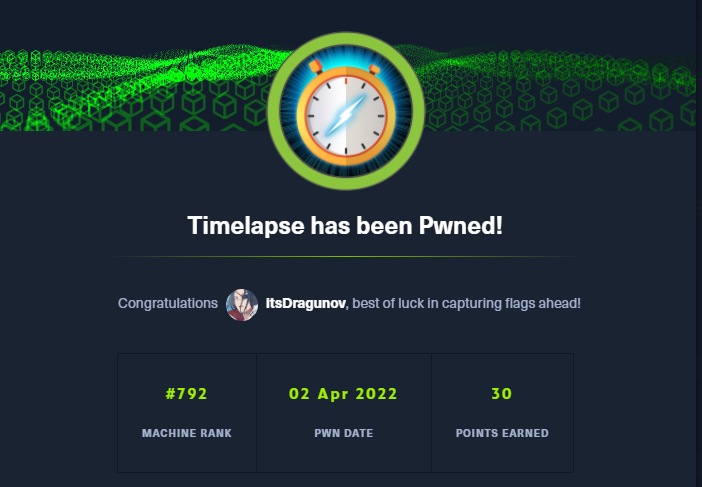 Timelapse has been Pwned!
Congratulations itsDragunov, best of luck in capturing flags ahead!
#792 02 Apr 2022 30
MACHINE RANK PWN DATE POINTS EARNED